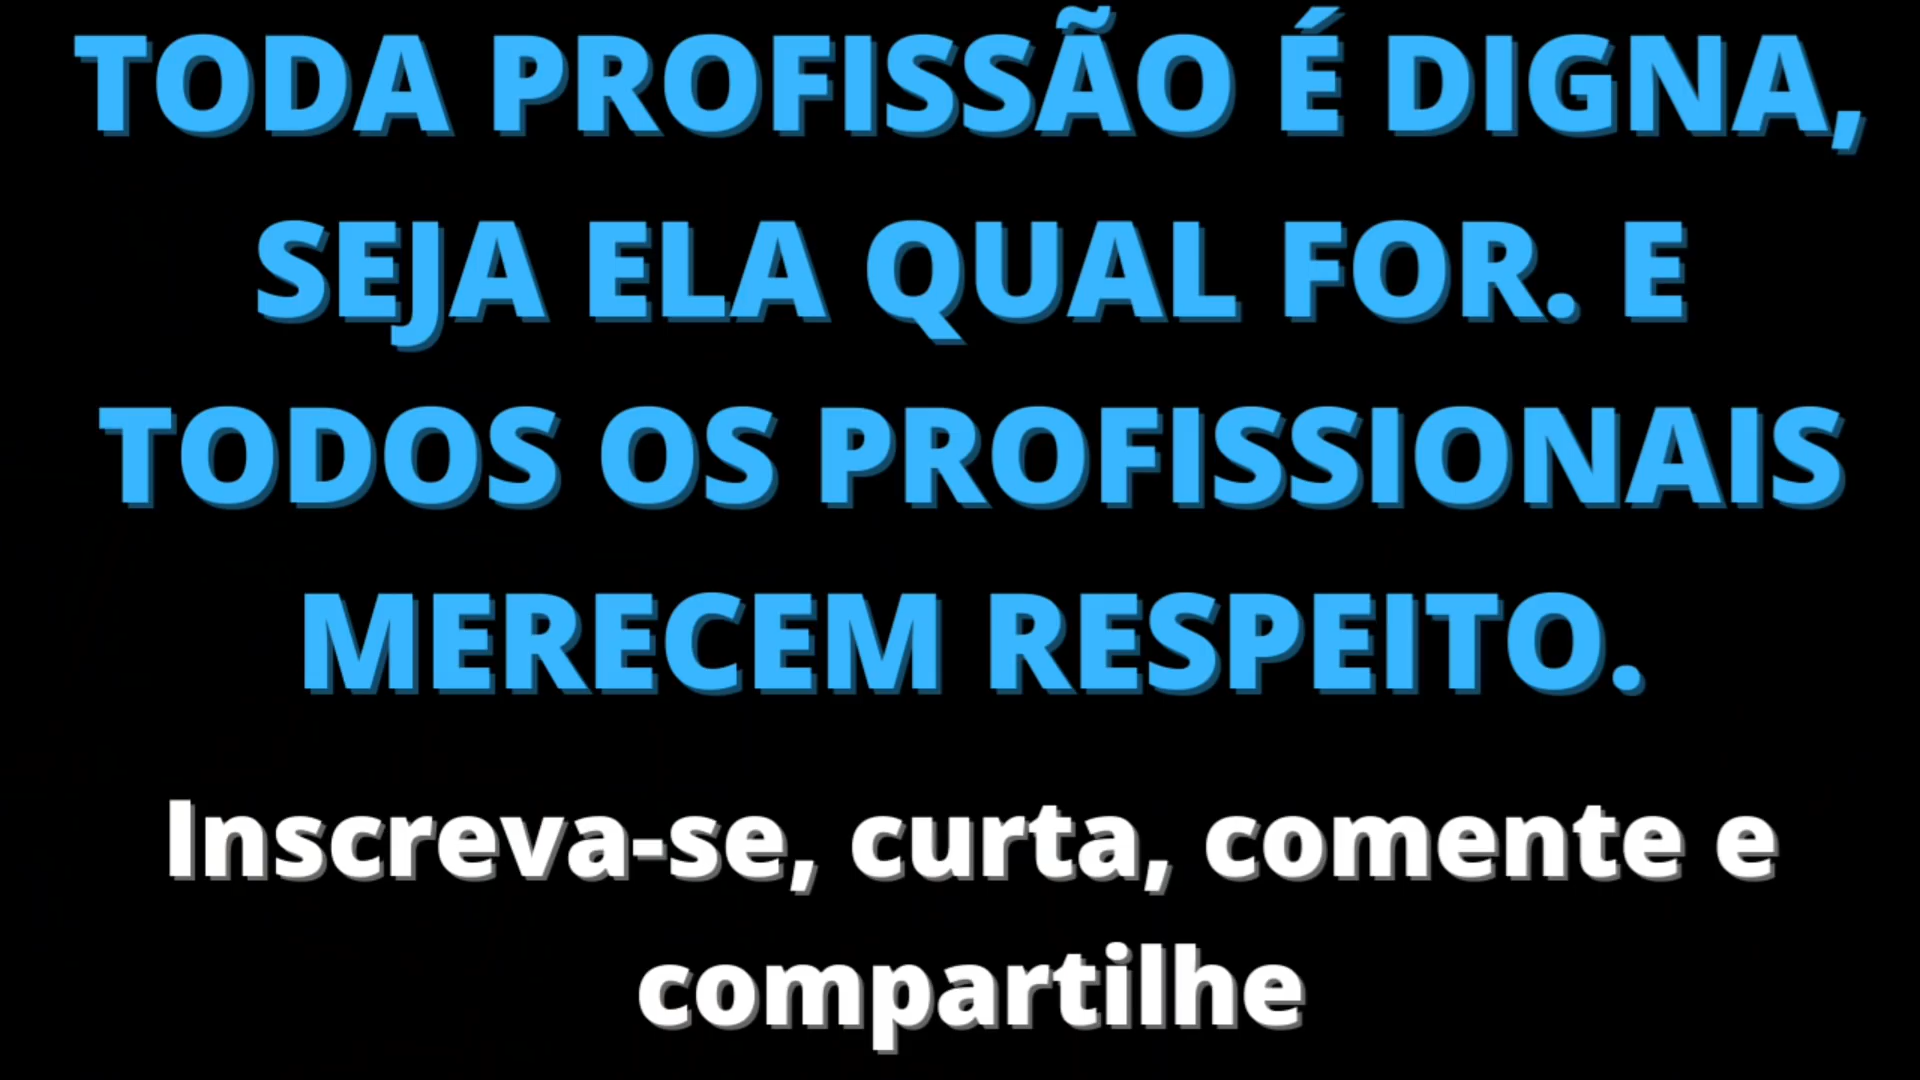 TODA PROFISSÃO É DIGNA,
SEJA ELA QUAL FOR. E
TODOS OS PROFISSIONAIS
MERECEM RESPEITO.
Inscreva-se, curta, comente e
compartilhe